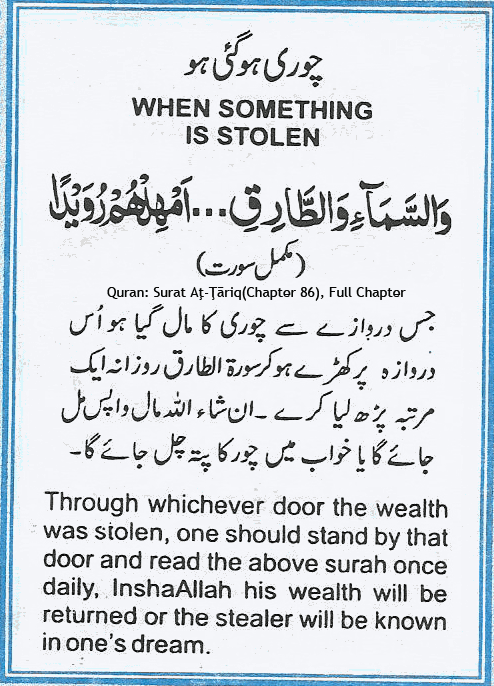 چوری ہوگئی ہو
WHEN SOMETHING
IS STOLEN
وَالسَّمَآءِ وَالطَّارِقِ... اَمْهِلْهُمْ رُوَيْدًا
(مکمل سورت)
Quran: Surat Aṭ-Ṭāriq(Chapter 86), Full Chapter
جس دروازے سے چوری کا مال گیا ہو اُس
دروازہ پر کھڑے ہوکر سورۃ الطارق روزانہ ایک
مرتبہ پڑھ لیا کرے۔ ان شاء اللہ مال واپس مل
جائے گا یا خواب میں چور کا پتہ چل جائے گا۔
Through whichever door the wealth
was stolen, one should stand by that
door and read the above surah once
daily, InshaAllah his wealth will be
returned or the stealer will be known
in one's dream.